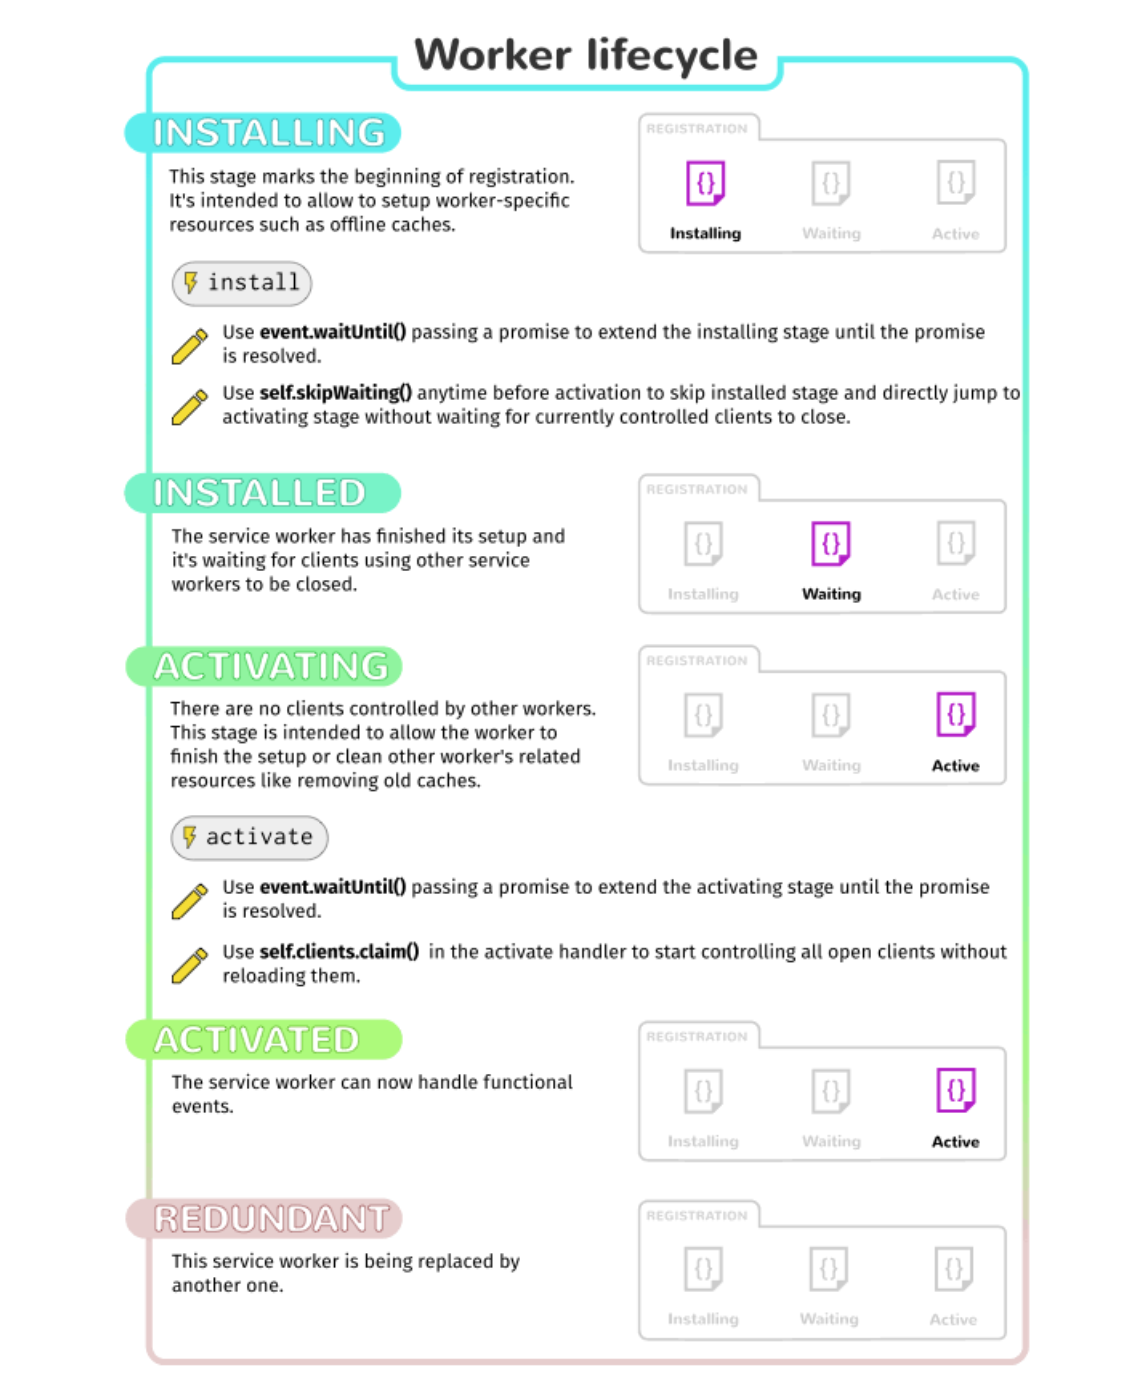 Worker lifecycle
INSTALLING
This stage marks the beginning of registration.
It's intended to allow to setup worker-specific
resources such as offline caches.
REGISTRATION
{}
{}
{}
Installing
Waiting
Active
install
Use event.waitUntil() passing a promise to extend the installing stage until the promise
is resolved.
Use self.skipWaiting() anytime before activation to skip installed stage and directly jump to
activating stage without waiting for currently controlled clients to close.
INSTALLED
The service worker has finished its setup and
it's waiting for clients using other service
workers to be closed.
REGISTRATION
{}
{}
{}
Installing
Waiting
Active
ACTIVATING
There are no clients controlled by other workers.
This stage is intended to allow the worker to
finish the setup or clean other worker's related
resources like removing old caches.
REGISTRATION
{}
{}
{}
Installing
Waiting
Active
activate
Use event.waitUntil() passing a promise to extend the activating stage until the promise
is resolved.
Use self.clients.claim() in the activate handler to start controlling all open clients without
reloading them.
ACTIVATED
The service worker can now handle functional
events.
REGISTRATION
{}
{}
{}
Installing
Waiting
Active
REDUNDANT
This service worker is being replaced by
another one.
REGISTRATION
{}
{}
{}
Installing
Waiting
Active